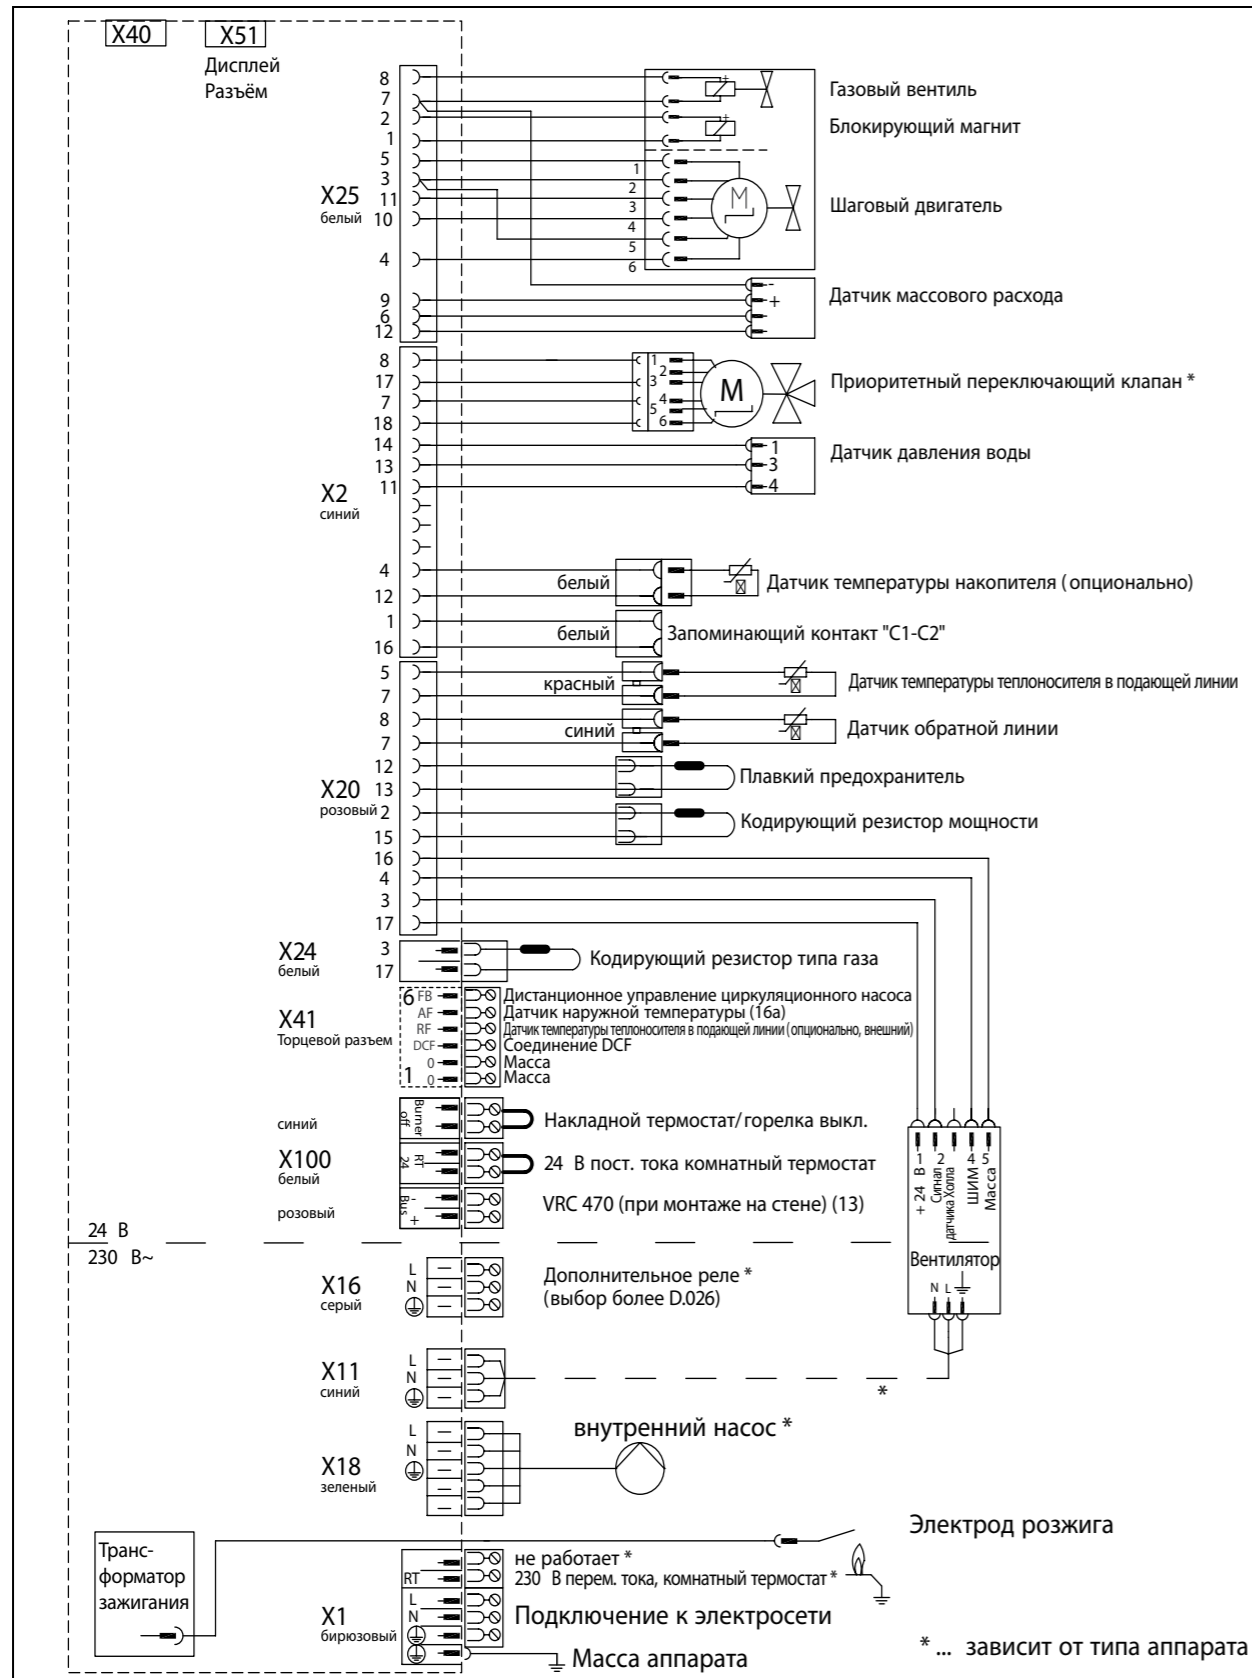 X40
X51
Дисплей
Разъём
X25
белый
8
7
2
1
5
3
11
10
4
9
6
12
+
+
Газовый вентиль
Блокирующий магнит
1
2
3
4
5
6
M
Шаговый двигатель
-
+
Датчик массового расхода
X2
синий
8
17
7
18
14
13
11
4
12
1
16
1
2
3
4
5
6
M
Приоритетный переключающий клапан *
1
3
4
Датчик давления воды
белый
Датчик температуры накопителя ( опционально)
белый
Запоминающий контакт "C1-C2"
X20
розовый
5
7
8
7
12
13
2
15
16
4
3
17
красный
Датчик температуры теплоносителя в подающей линии
синий
Датчик обратной линии
Плавкий предохранитель
Кодирующий резистор мощности
X24
белый
3
17
Кодирующий резистор типа газа
X41
Торцевой разъем
6 FB
Дистанционное управление циркуляционного насоса
AF
Датчик наружной температуры (16a)
RF
Датчик температуры теплоносителя в подающей линии ( опционально, внешний)
DCF
Соединение DCF
0
Масса
1 0
Масса
синий
Burner
off
Накладной термостат/горелка выкл.
X100
белый
RT
24
24 В пост. тока комнатный термостат
розовый
Bus
- +
VRC 470 (при монтаже на стене) (13)
1 2 4 5
+ 24 В
Сигнал
датчика Холла
ШИМ
Масса
Вентилятор
N L
24 В
230 В~
X16
серый
L
N
Дополнительное реле *
(выбор более D.026)
X11
синий
L
N
*
X18
зеленый
L
N
внутренний насос *
Электрод розжига
Транс-
форматор
зажигания
не работает *
RT
230 В перем. тока, комнатный термостат *
X1
бирюзовый
L
N
Подключение к электросети
Масса аппарата
* ... зависит от типа аппарата